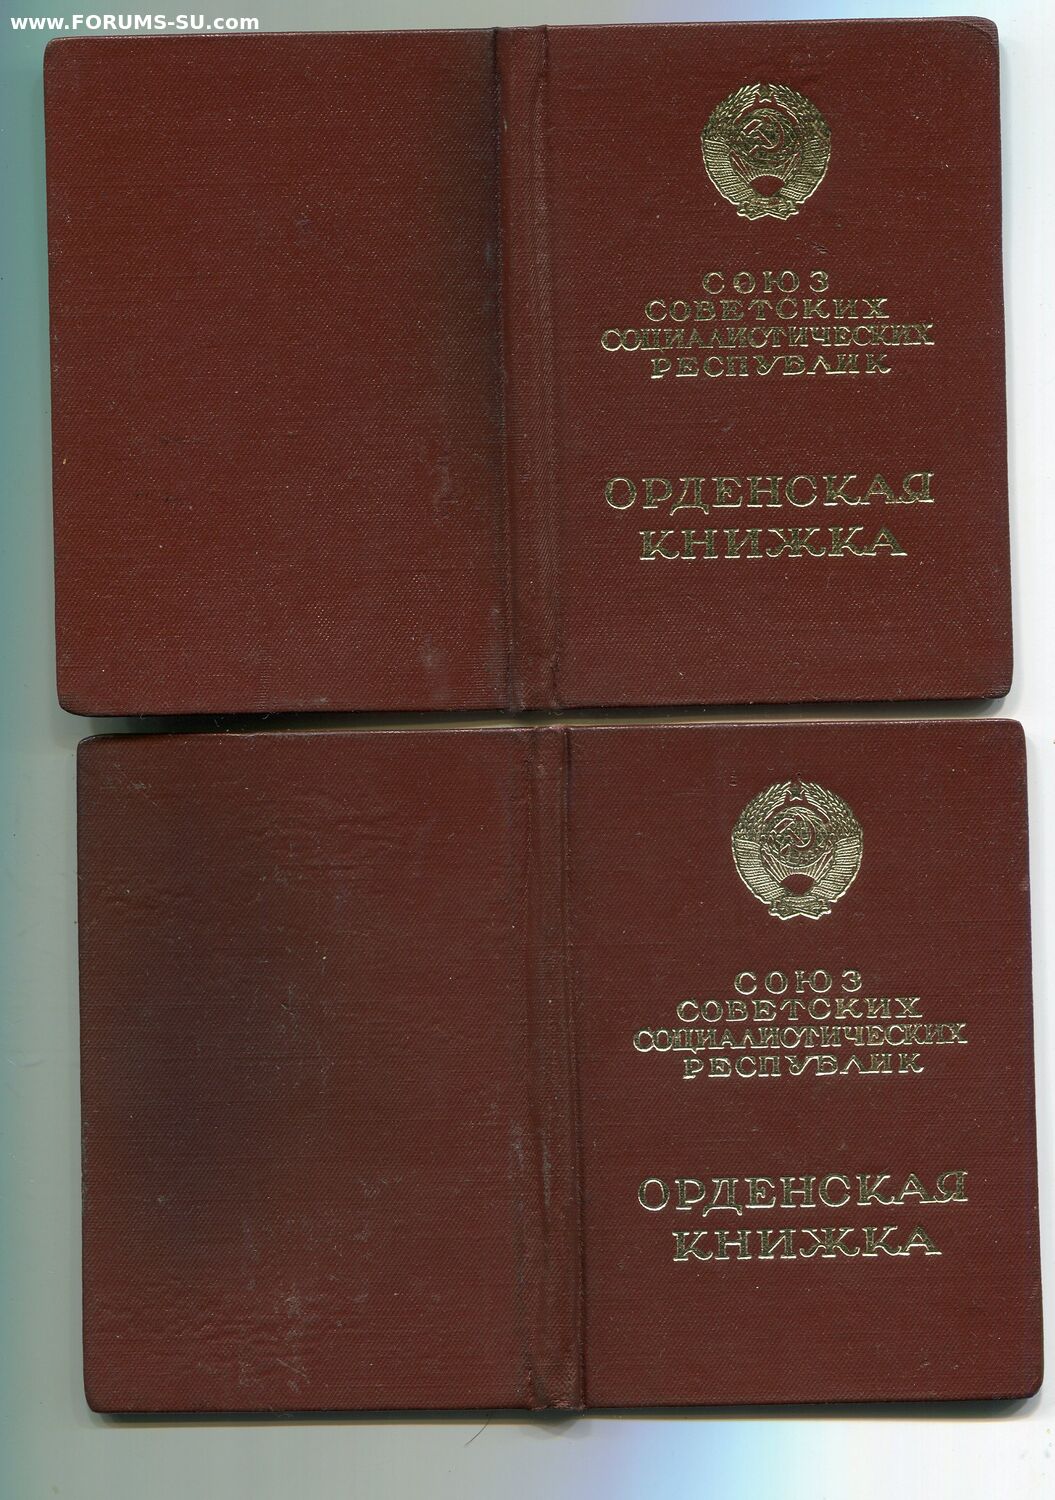 www.FORUMS-SU.com
СОЮЗ
СОВЕТСКИХ
СОЦИАЛИСТИЧЕСКИХ
РЕСПУБЛИК
ОРДЕНСКАЯ
КНИЖКА
СОЮЗ
СОВЕТСКИХ
СОЦИАЛИСТИЧЕСКИХ
РЕСПУБЛИК
ОРДЕНСКАЯ
КНИЖКА